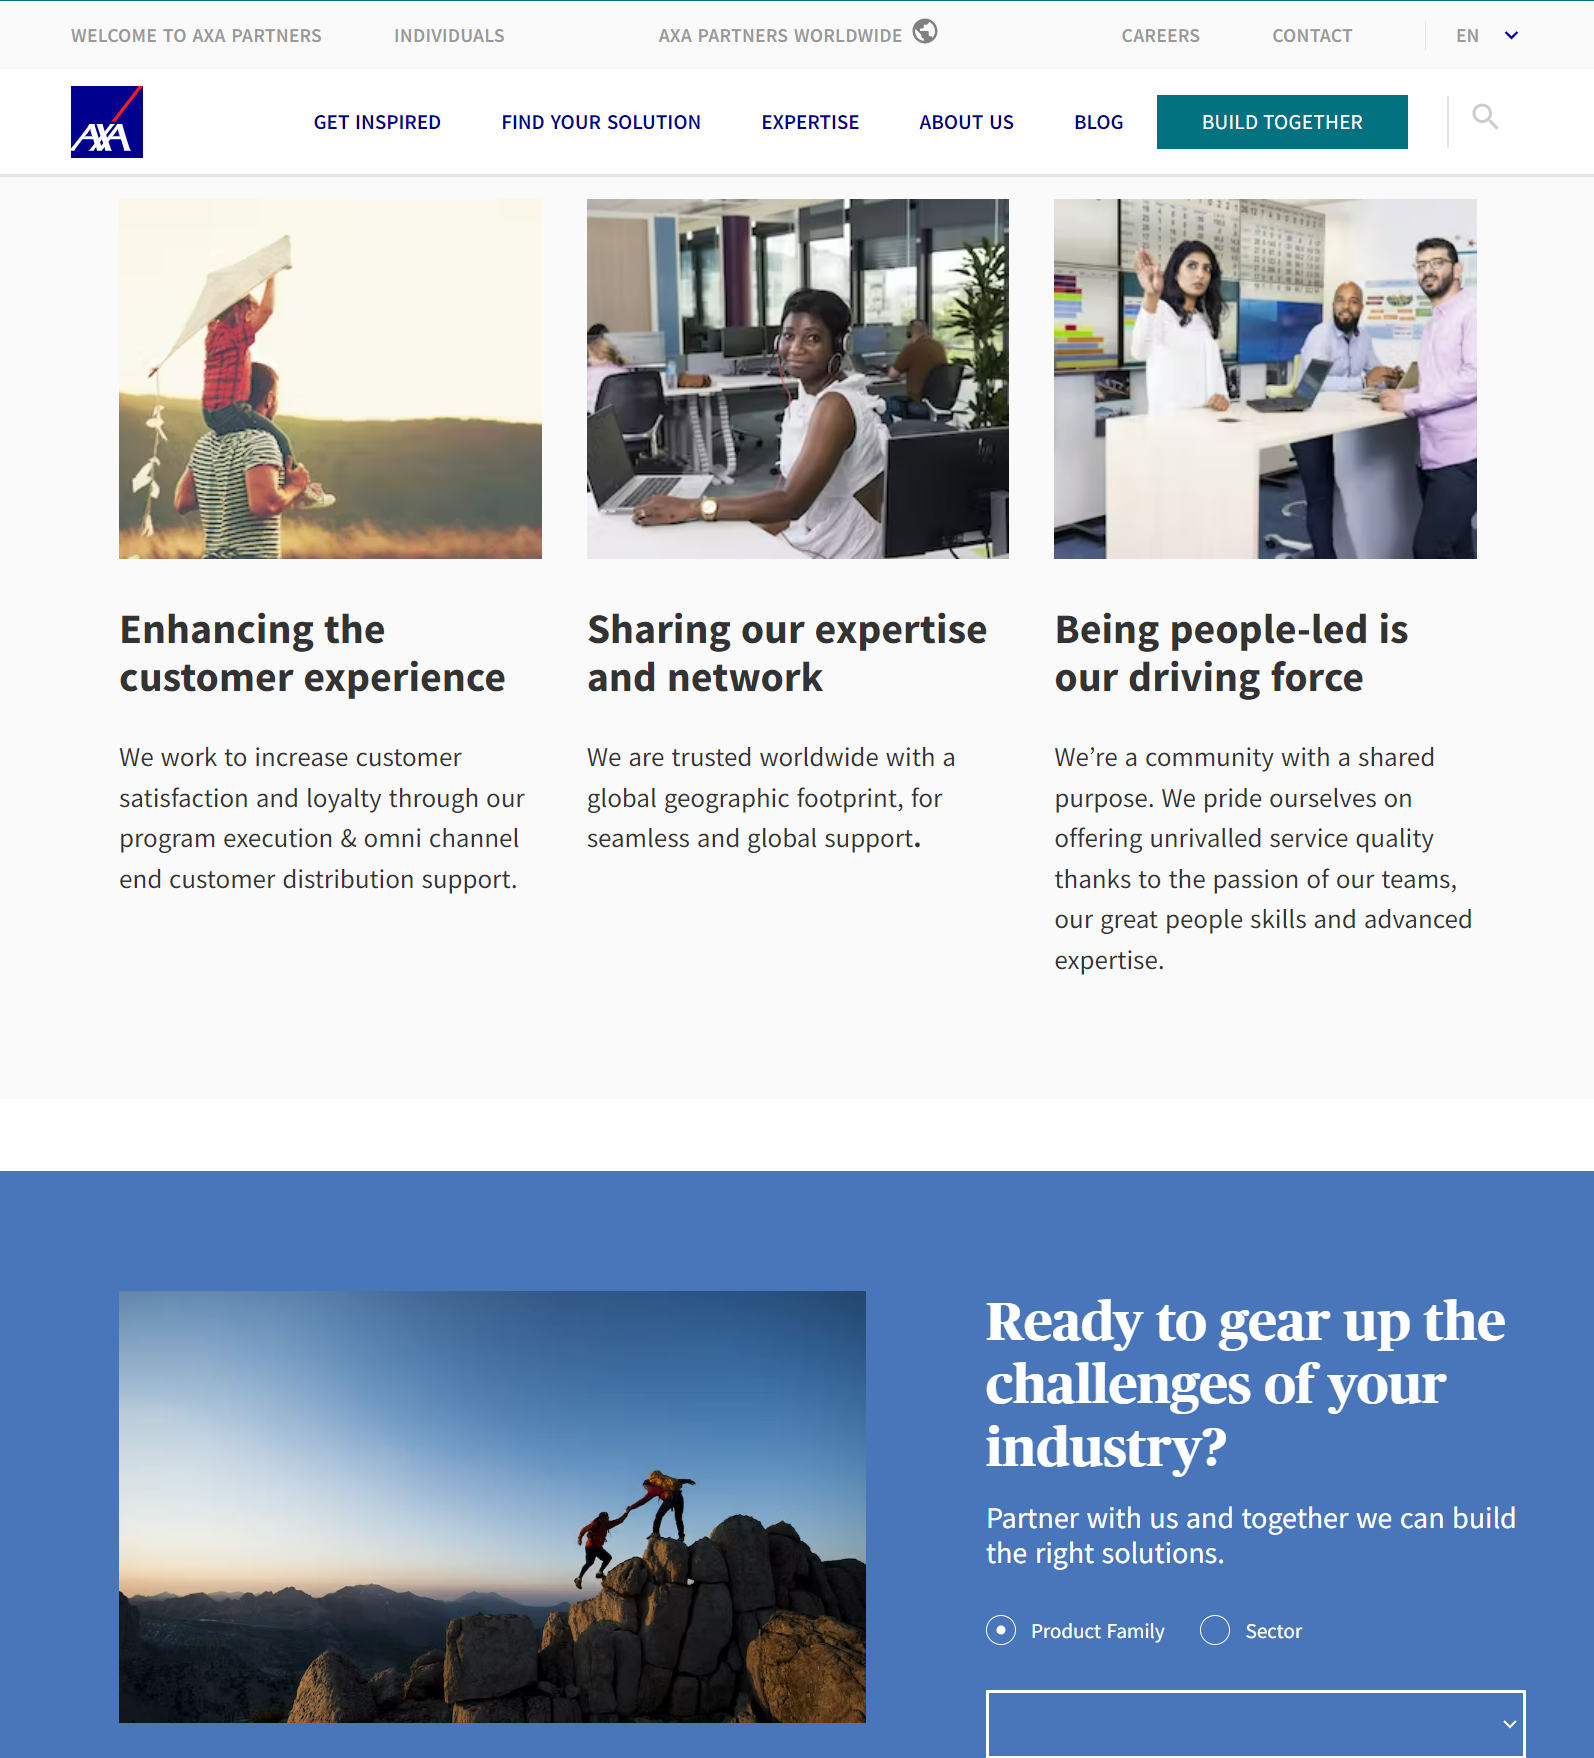 WELCOME TO AXA PARTNERS
INDIVIDUALS
AXA PARTNERS WORLDWIDE
CAREERS
CONTACT
EN
AXA
GET INSPIRED
FIND YOUR SOLUTION
EXPERTISE
ABOUT US
BLOG
BUILD TOGETHER
Enhancing the
customer experience
We work to increase customer
satisfaction and loyalty through our
program execution & omni channel
end customer distribution support.
Sharing our expertise
and network
We are trusted worldwide with a
global geographic footprint, for
seamless and global support.
Being people-led is
our driving force
We’re a community with a shared
purpose. We pride ourselves on
offering unrivalled service quality
thanks to the passion of our teams,
our great people skills and advanced
expertise.
Ready to gear up the
challenges of your
industry?
Partner with us and together we can build
the right solutions.
Product Family
Sector